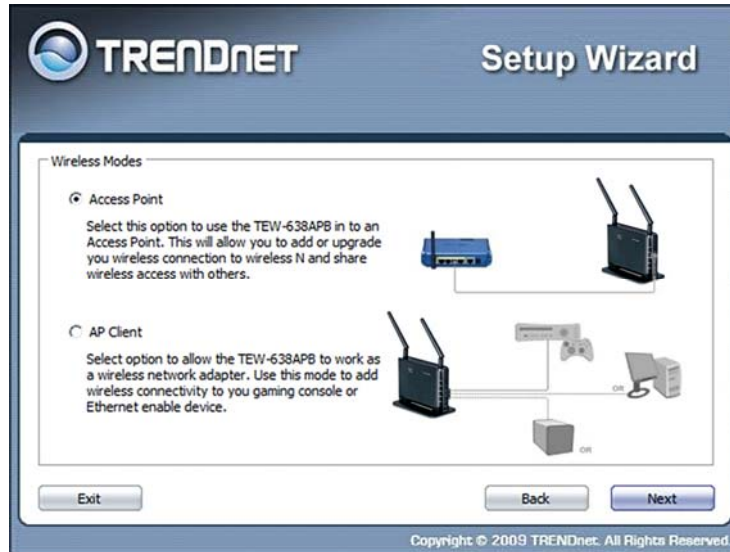 TRENDNET
Setup Wizard
Wireless Modes
Access Point
Select this option to use the TEW-638APB in to an
Access Point. This will allow you to add or upgrade
you wireless connection to wireless N and share
wireless access with others.
AP Client
Select option to allow the TEW-638APB to work as
a wireless network adapter. Use this mode to add
wireless connectivity to you gaming console or
Ethernet enable device.
OR
OR
Exit
Back
Next
Copyright © 2009 TRENDnet. All Rights Reserved.